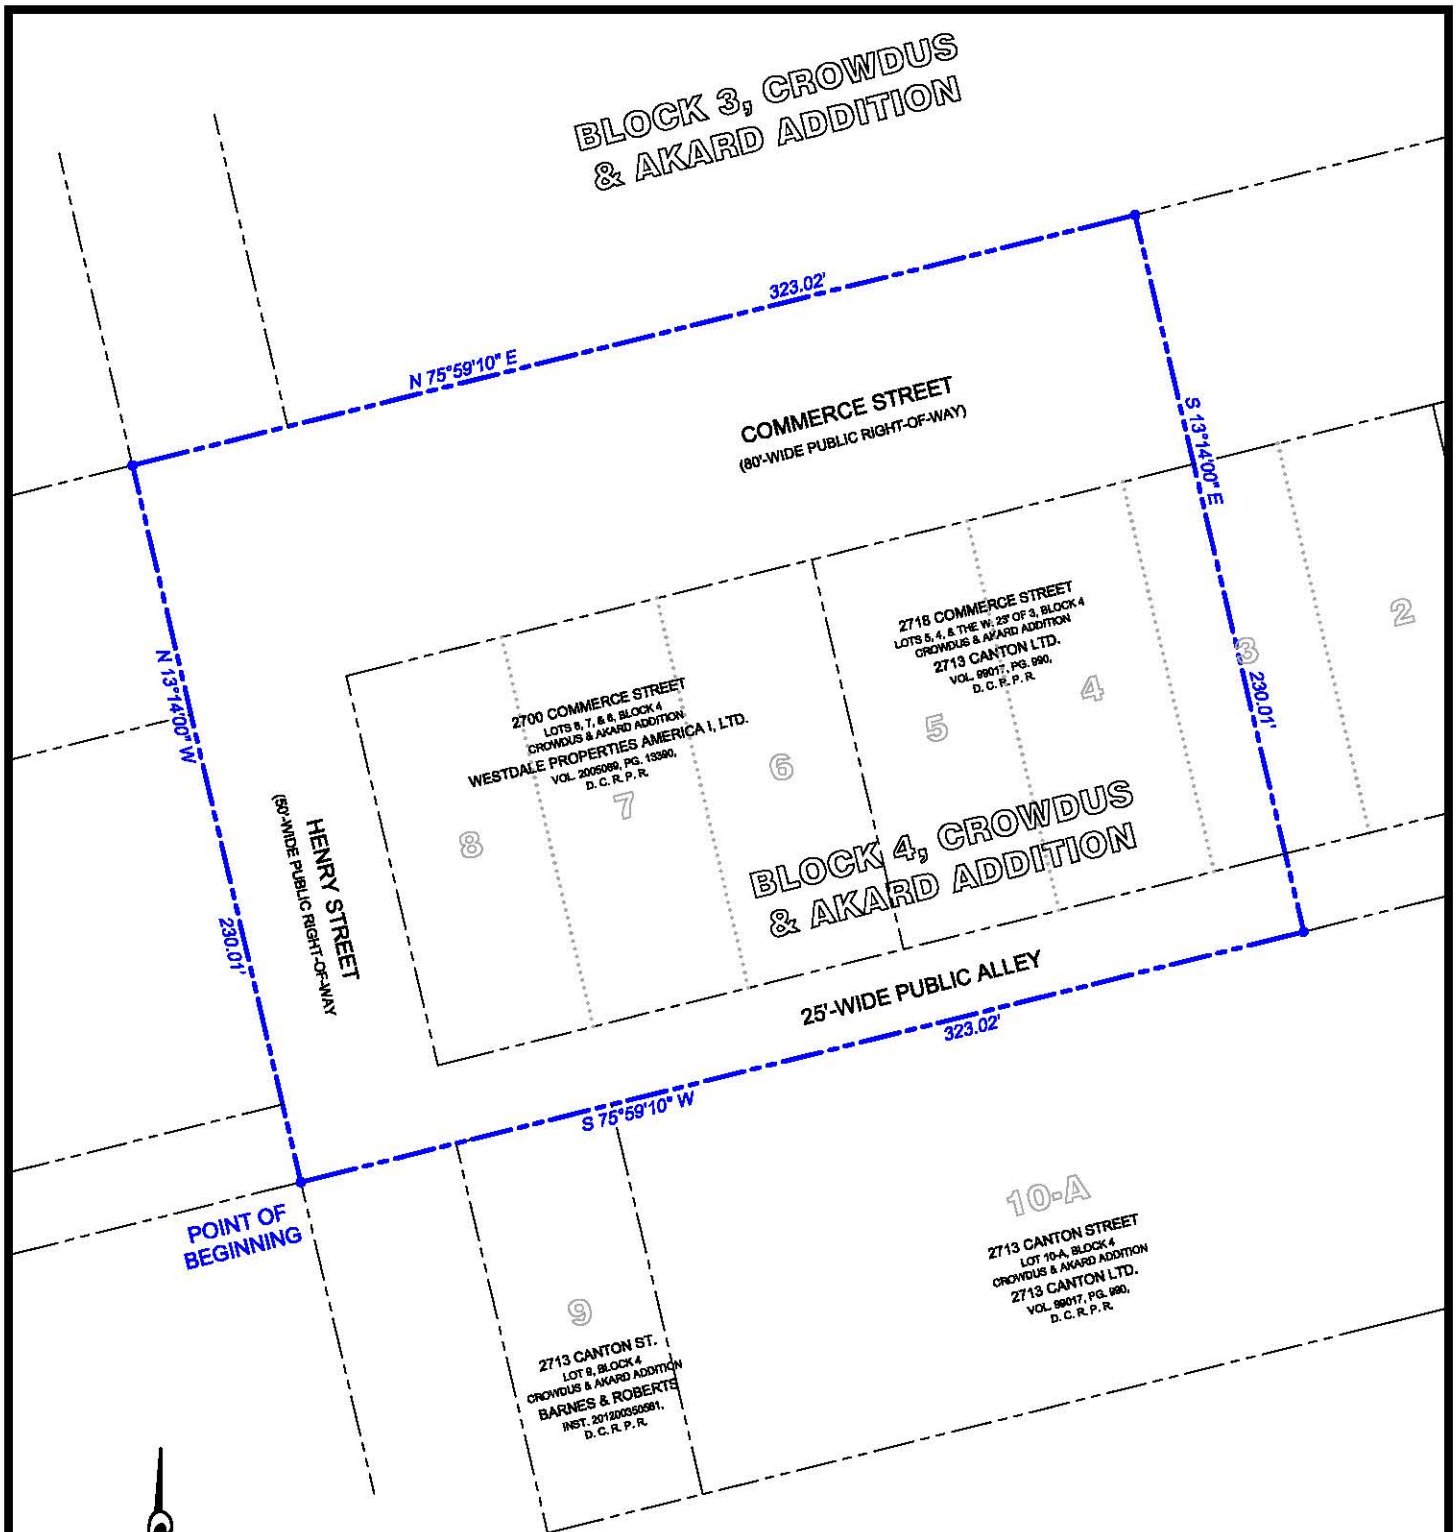 BLOCK 3, CROWDUS
& AKARD ADDITION
323.02'
N 75°59'10" E
COMMERCE STREET
(80'-WIDE PUBLIC RIGHT-OF-WAY)
S 13°14'00" E
230.01'
2
3
4
5
6
7
8
2718 COMMERCE STREET
LOTS 5, 4, & THE W. 23' OF 3, BLOCK 4
CROWDUS & AKARD ADDITION
2713 CANTON LTD.
VOL. 99017, PG. 990,
D. C. R. P. R.
2700 COMMERCE STREET
LOTS 8, 7, & 6, BLOCK 4
CROWDUS & AKARD ADDITION
WESTDALE PROPERTIES AMERICA I, LTD.
VOL. 2005089, PG. 13390,
D. C. R. P. R.
N 13°14'00" W
230.01'
HENRY STREET
(50'-WIDE PUBLIC RIGHT-OF-WAY
BLOCK 4, CROWDUS
& AKARD ADDITION
25'-WIDE PUBLIC ALLEY
323.02'
S 75°59'10" W
POINT OF
BEGINNING
10-A
2713 CANTON STREET
LOT 10-A, BLOCK 4
CROWDUS & AKARD ADDITION
2713 CANTON LTD.
VOL. 99017, PG. 990,
D. C. R. P. R.
9
2713 CANTON ST.
LOT 9, BLOCK 4
CROWDUS & AKARD ADDITION
BARNES & ROBERTS
INST. 201200350581,
D. C. R. P. R.